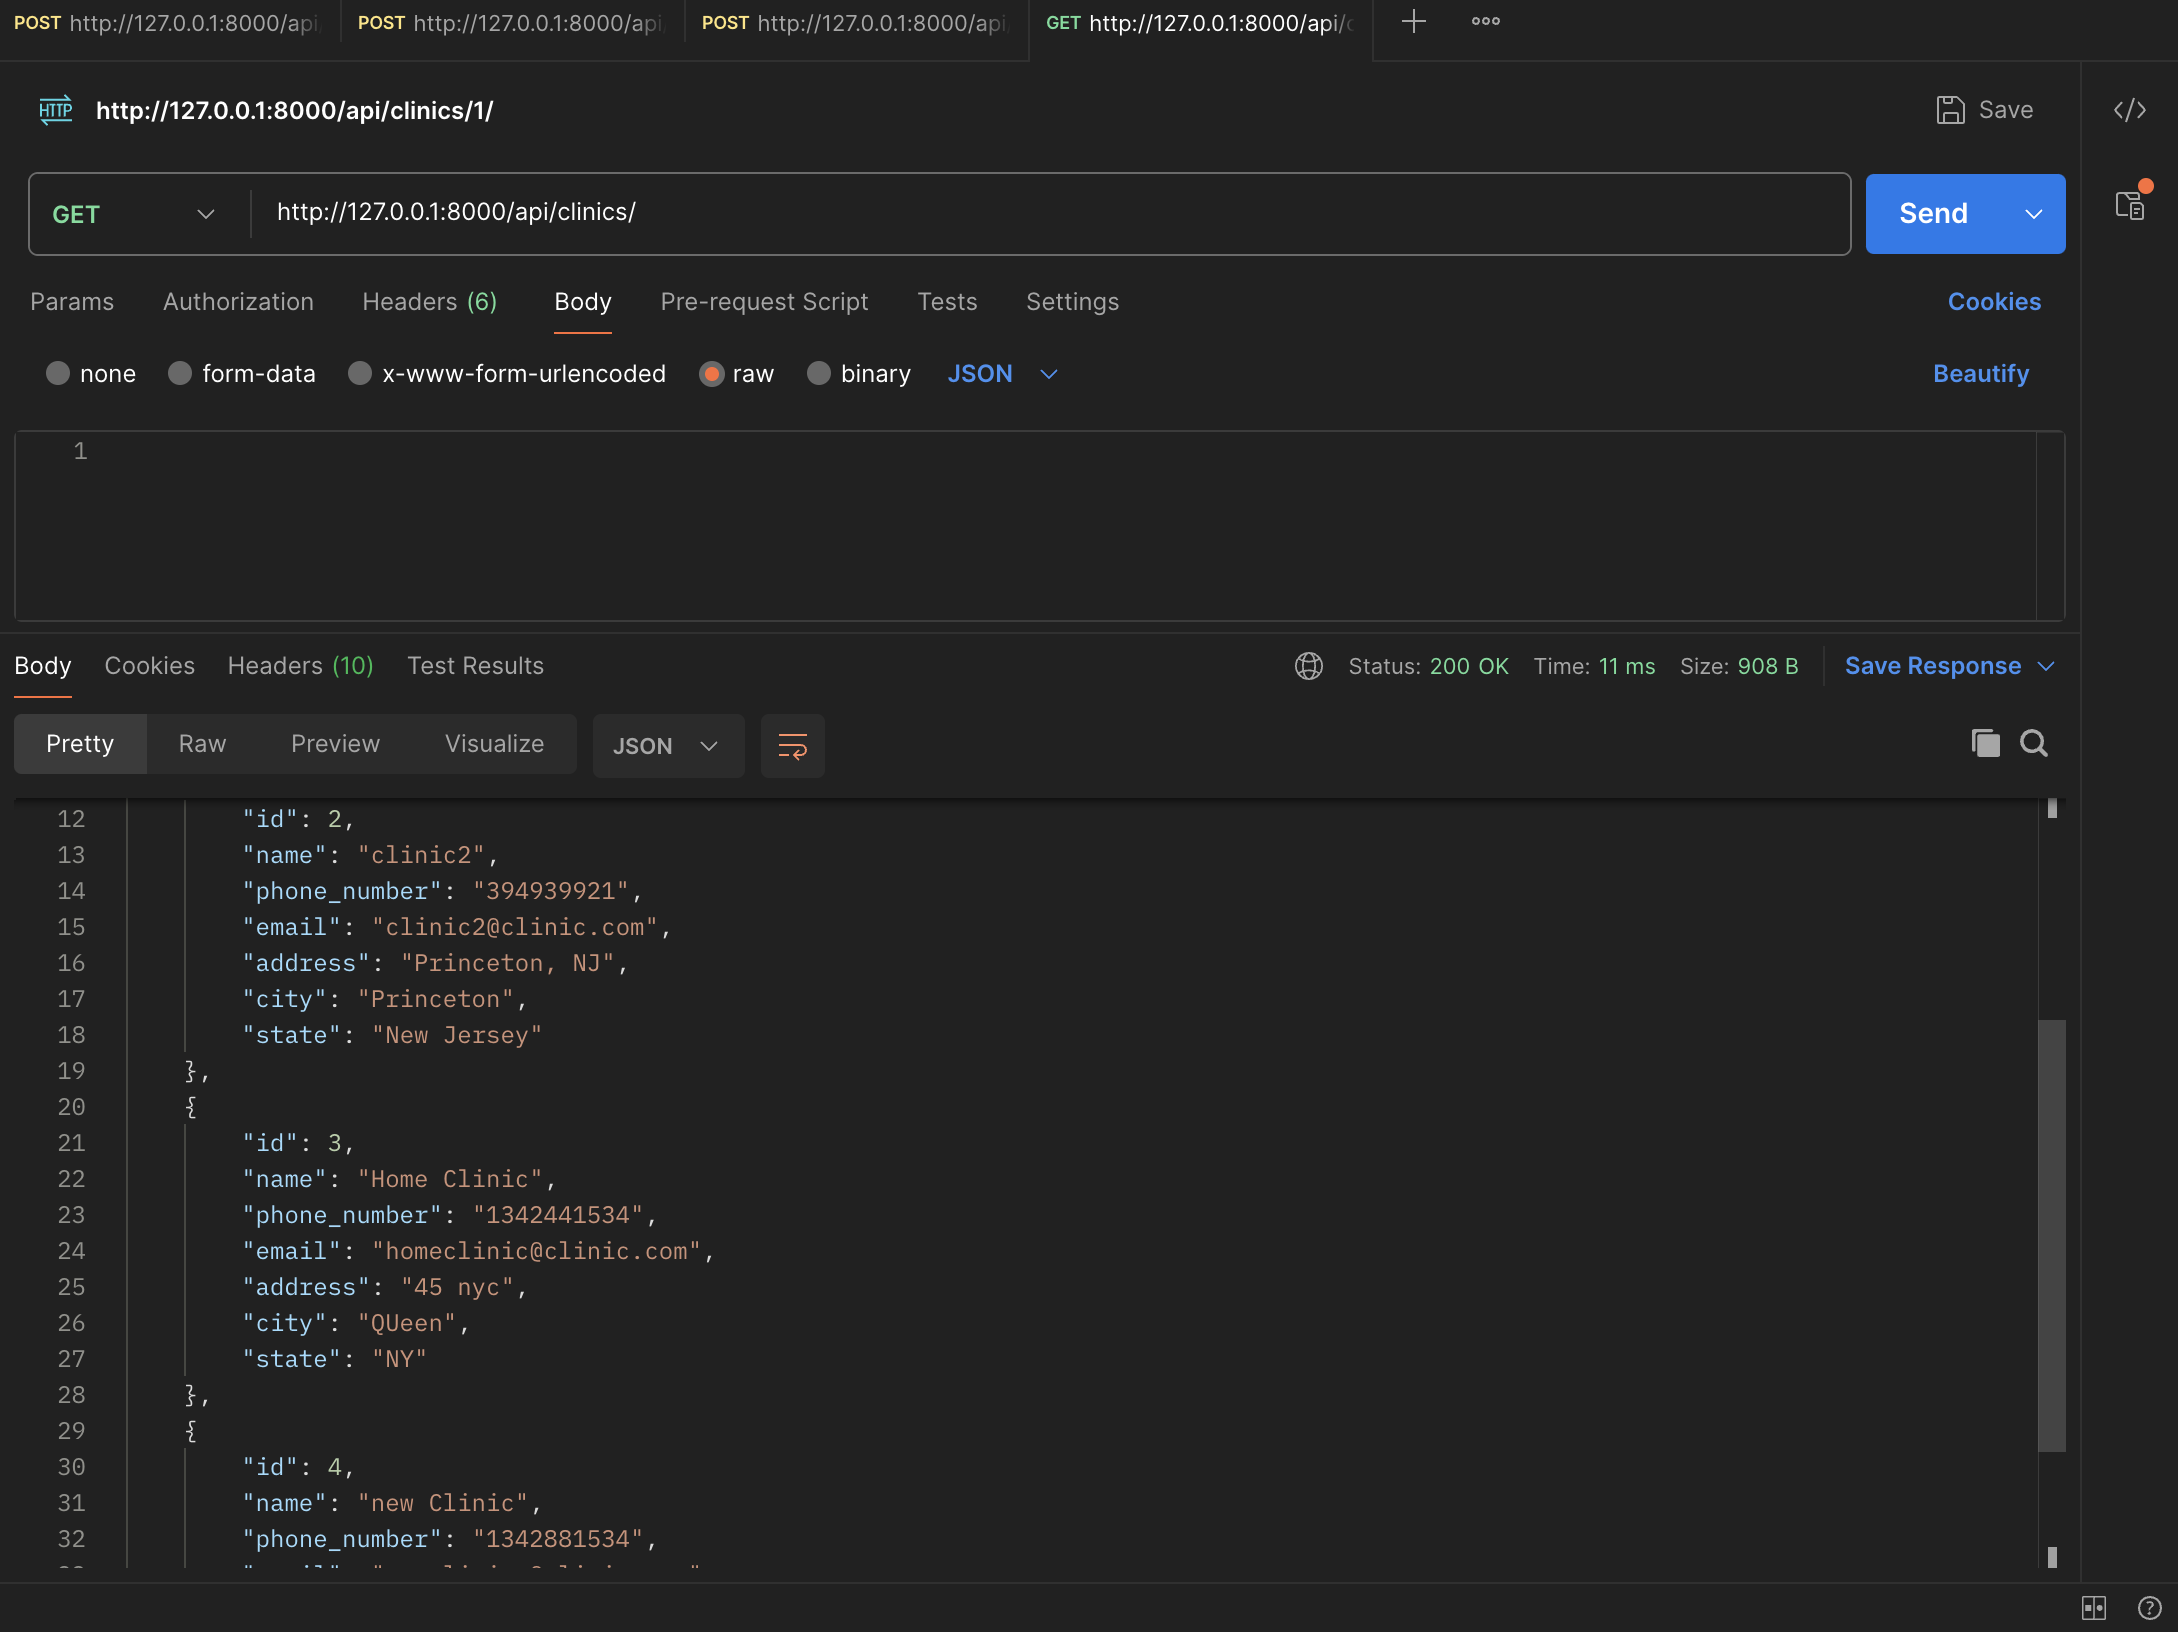 POST http://127.0.0.1:8000/api, POST http://127.0.0.1:8000/api, POST http://127.0.0.1:8000/api, GET http://127.0.0.1:8000/api/c
HTTP http://127.0.0.1:8000/api/clinics/1/ Save
GET http://127.0.0.1:8000/api/clinics/ Send
Params Authorization Headers (6) Body Pre-request Script Tests Settings Cookies
none form-data x-www-form-urlencoded raw binary JSON Beautify
1
Body Cookies Headers (10) Test Results Status: 200 OK Time: 11 ms Size: 908 B Save Response
Pretty Raw Preview Visualize JSON
12 "id": 2,
13 "name": "clinic2",
14 "phone_number": "394939921",
15 "email": "clinic2@clinic.com",
16 "address": "Princeton, NJ",
17 "city": "Princeton",
18 "state": "New Jersey"
19 },
20 {
21 "id": 3,
22 "name": "Home Clinic",
23 "phone_number": "1342441534",
24 "email": "homeclinic@clinic.com",
25 "address": "45 nyc",
26 "city": "QUeen",
27 "state": "NY"
28 },
29 {
30 "id": 4,
31 "name": "new Clinic",
32 "phone_number": "1342881534",